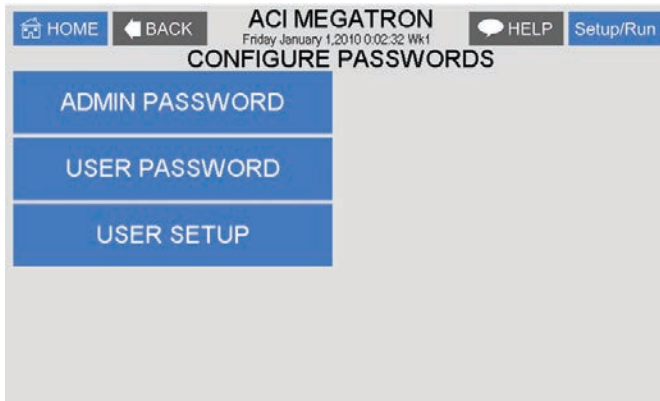 HOME BACK ACI MEGATRON HELP Setup/Run
Friday January 1,2010 0:02:32 Wk1
CONFIGURE PASSWORDS
ADMIN PASSWORD
USER PASSWORD
USER SETUP